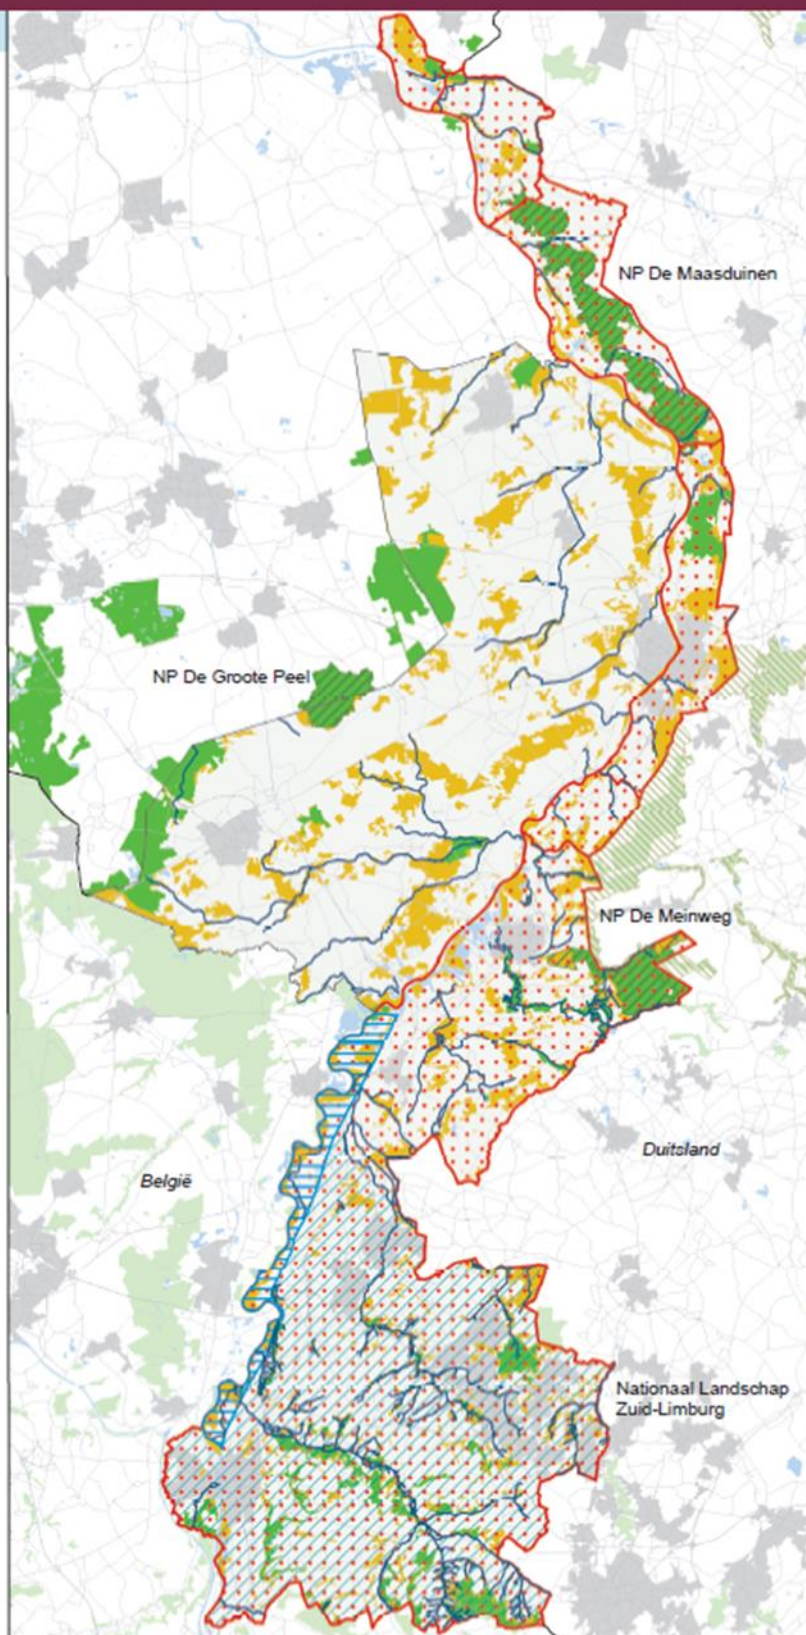 NP De Maasduinen
NP De Groote Peel
NP De Meinweg
Duitsland
België
Nationaal Landschap
Zuid-Limburg